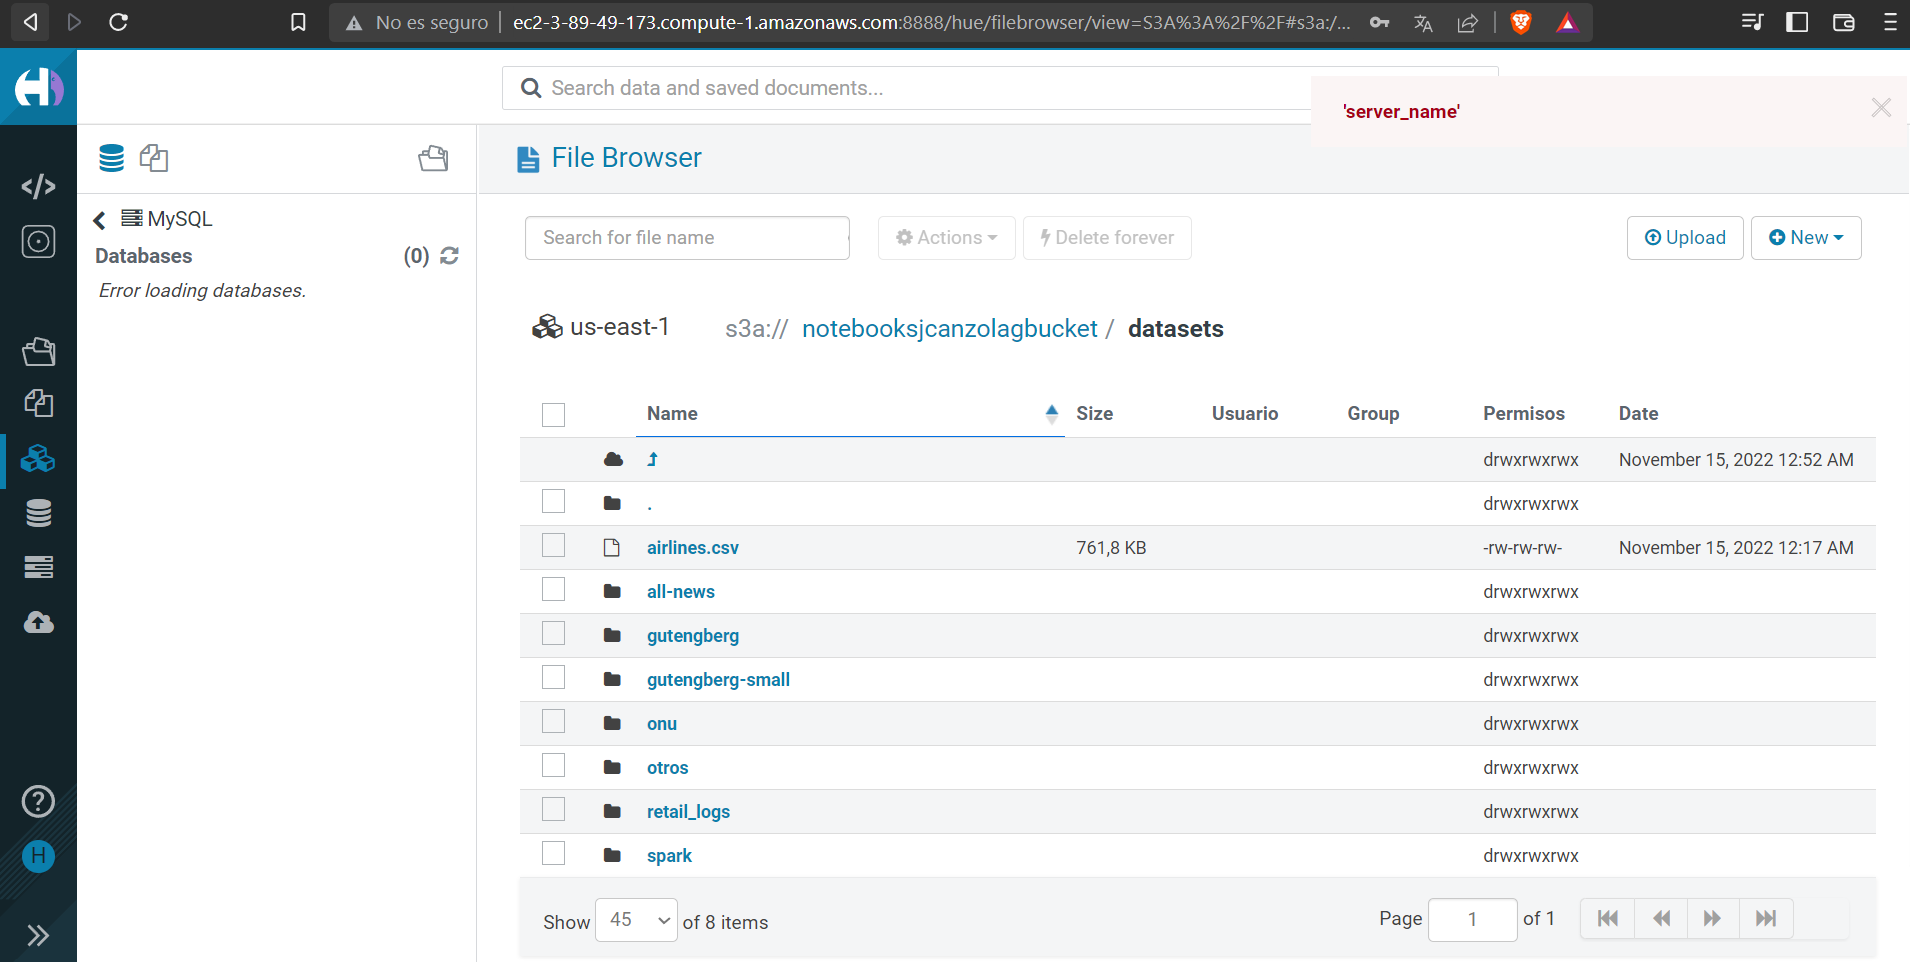 No es seguro ec2-3-89-49-173.compute-1.amazonaws.com:8888/hue/filebrowser/view=S3A%3A%2F%2F#s3a:/...
Search data and saved documents...
'server_name'
File Browser
MySQL
Databases (0)
Error loading databases.
Search for file name Actions Delete forever Upload New
us-east-1 s3a:// notebooksjcanzolagbucket / datasets
Name Size Usuario Group Permisos Date
drwxrwxrwx November 15, 2022 12:52 AM
. drwxrwxrwx
airlines.csv 761,8 KB -rw-rw-rw- November 15, 2022 12:17 AM
all-news drwxrwxrwx
gutengberg drwxrwxrwx
gutengberg-small drwxrwxrwx
onu drwxrwxrwx
otros drwxrwxrwx
retail_logs drwxrwxrwx
spark drwxrwxrwx
Show 45 of 8 items Page 1 of 1
H